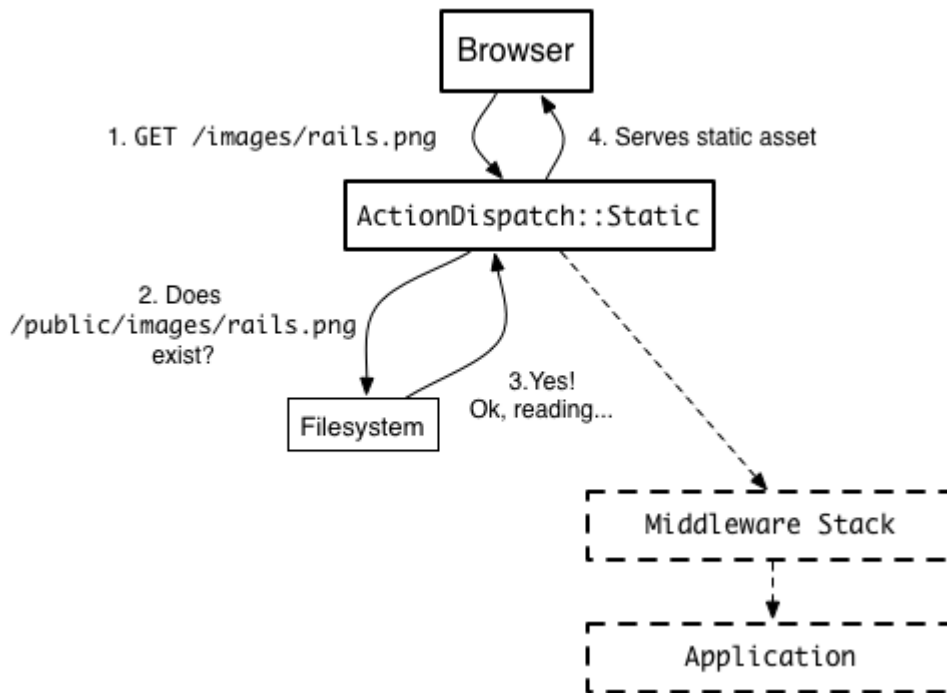 Browser
1. GET /images/rails.png
4. Serves static asset
ActionDispatch::Static
2. Does
/public/images/rails.png
exist?
3.Yes!
Ok, reading...
Filesystem
Middleware Stack
Application